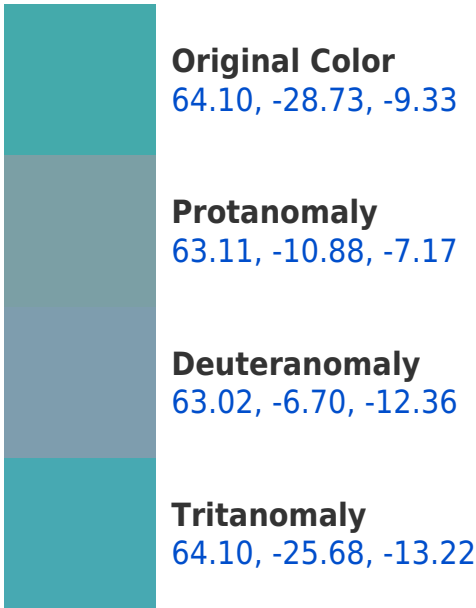 Original Color
64.10, -28.73, -9.33
Protanomaly
63.11, -10.88, -7.17
Deuteranomaly
63.02, -6.70, -12.36
Tritanomaly
64.10, -25.68, -13.22